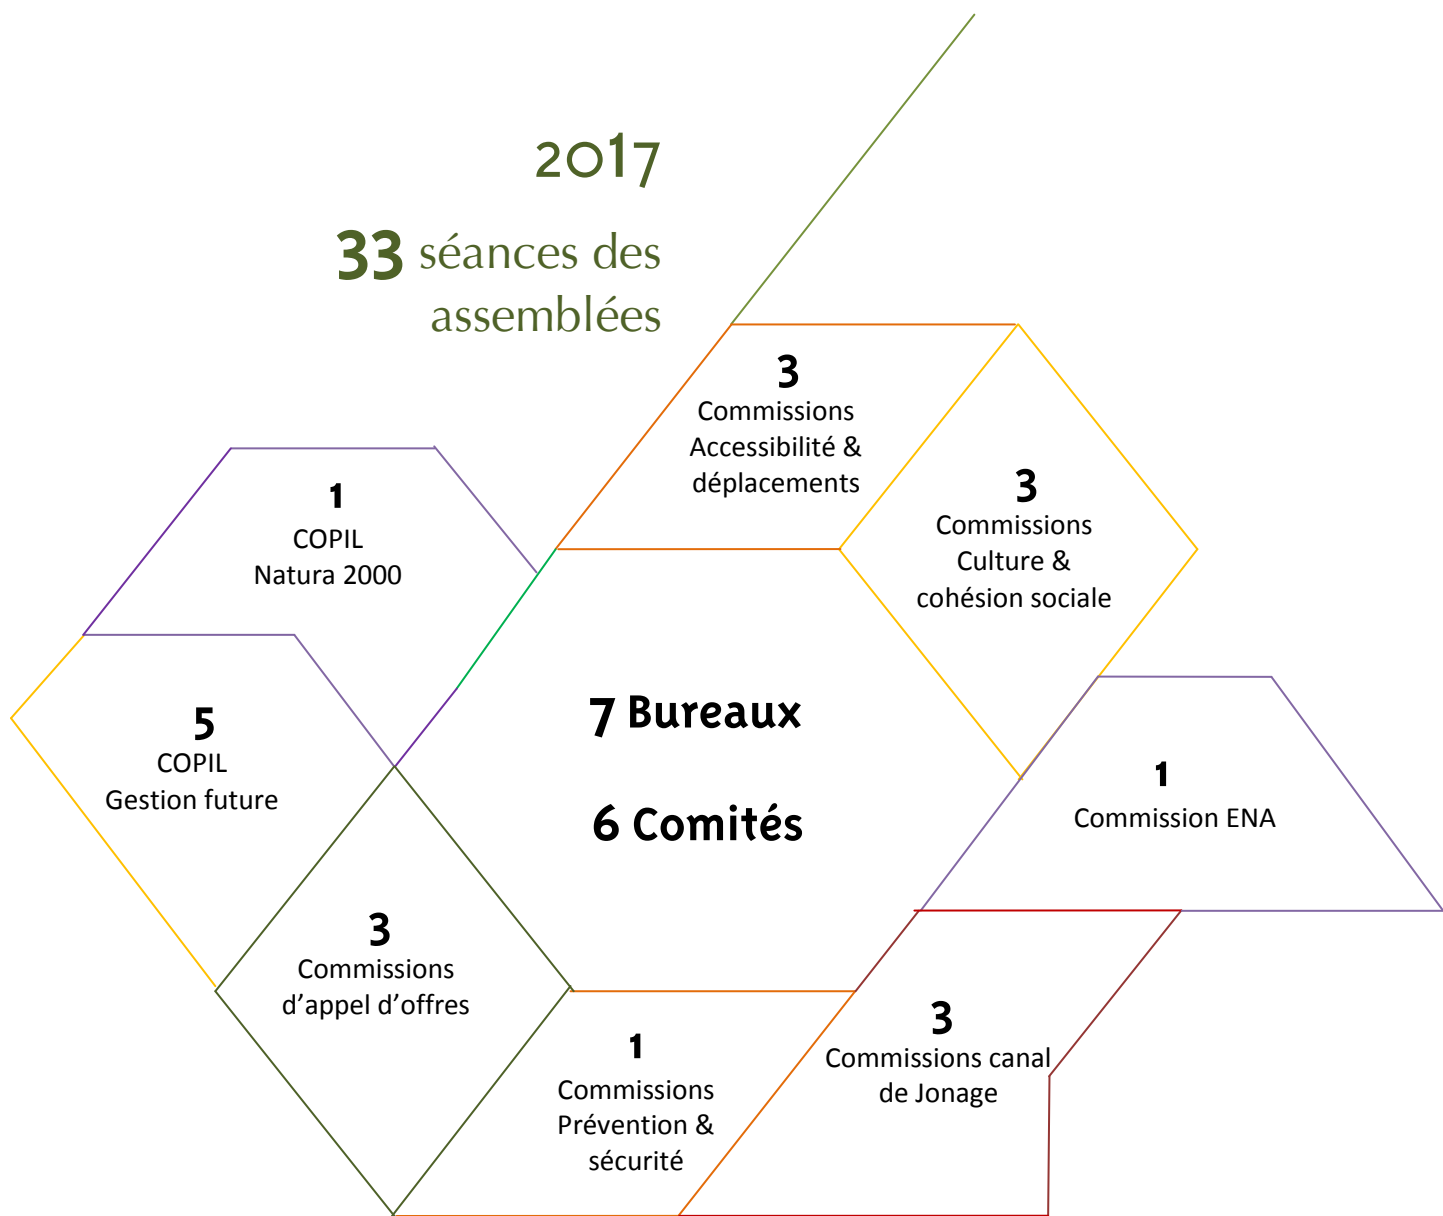 2017
33 séances des
assemblées
3
Commissions
Accessibilité &
déplacements
3
Commissions
Culture &
cohésion sociale
1
COPIL
Natura 2000
5
COPIL
Gestion future
7 Bureaux
6 Comités
1
Commission ENA
3
Commissions
d’appel d’offres
1
Commissions
Prévention &
sécurité
3
Commissions canal
de Jonage